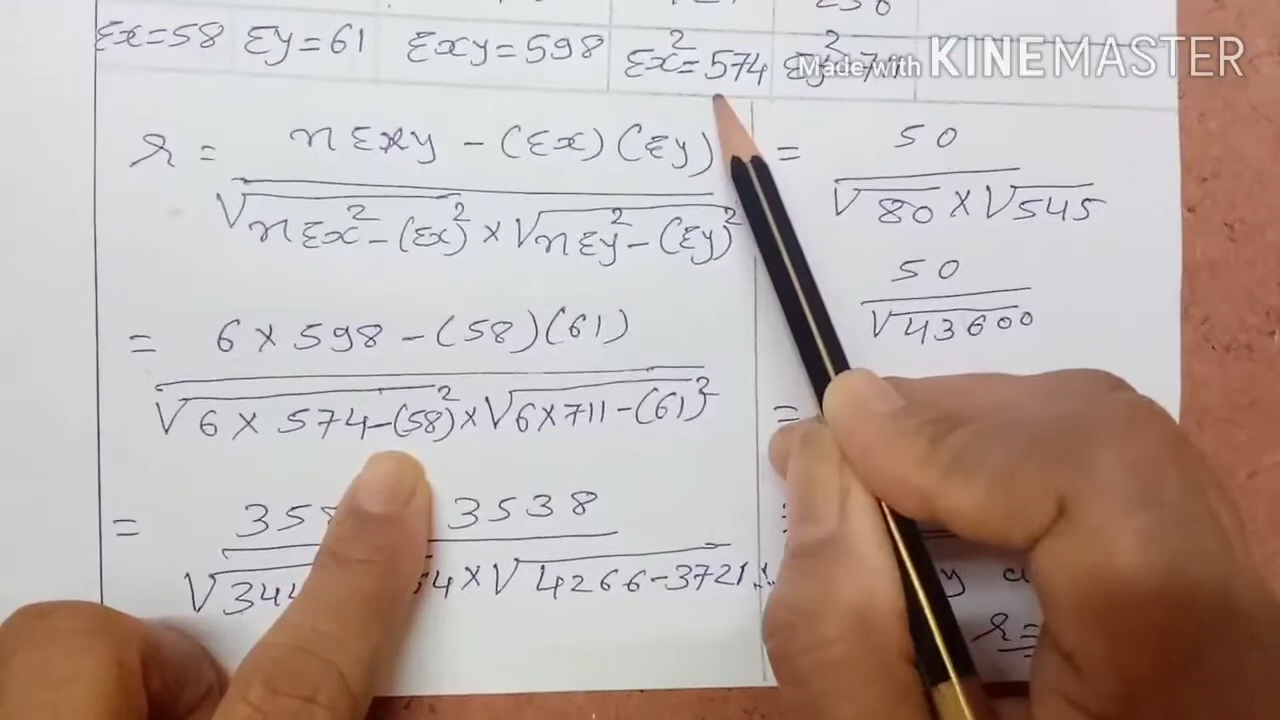 Σx=58 Σy=61 Σxy=598 Σx²=574
Made with KINEMASTER
r = nΣxy - (Σx)(Σy)
√nΣx²-(Σx)² × √nΣy²-(Σy)²
= 6×598-(58)(61)
√6×574-(58)² × √6×711-(61)²
=
3538
× √4266-3721
= 50
√80 × √545
50
√43600
=
y
r=